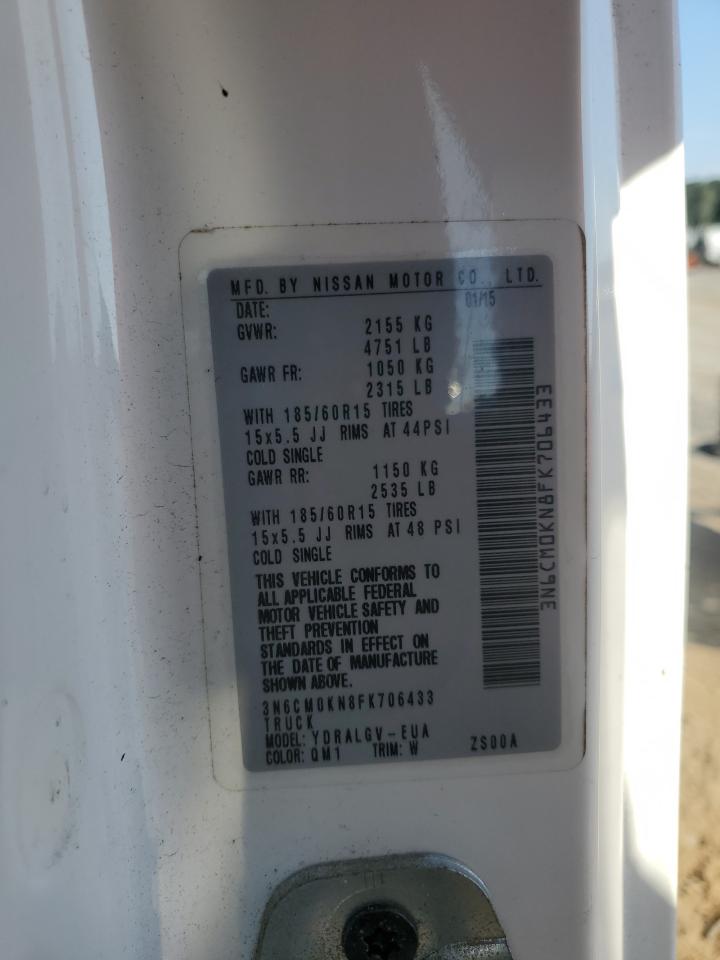 MFD. BY NISSAN MOTOR CO., LTD.
DATE: 01/15
GVWR: 2155 KG
4751 LB
GAWR FR: 1050 KG
2315 LB
WITH 185/60R15 TIRES
15x5.5 JJ RIMS AT 44PSI
COLD SINGLE
GAWR RR: 1150 KG
2535 LB
WITH 185/60R15 TIRES
15x5.5 JJ RIMS AT 48 PSI
COLD SINGLE
THIS VEHICLE CONFORMS TO
ALL APPLICABLE FEDERAL
MOTOR VEHICLE SAFETY AND
THEFT PREVENTION
STANDARDS IN EFFECT ON
THE DATE OF MANUFACTURE
SHOWN ABOVE.
3N6CM0KN8FK706433
TRUCK
MODEL: YDRALGV-EUA
COLOR: QM1 TRIM: W ZS00A
3N6CM0KN8FK706433